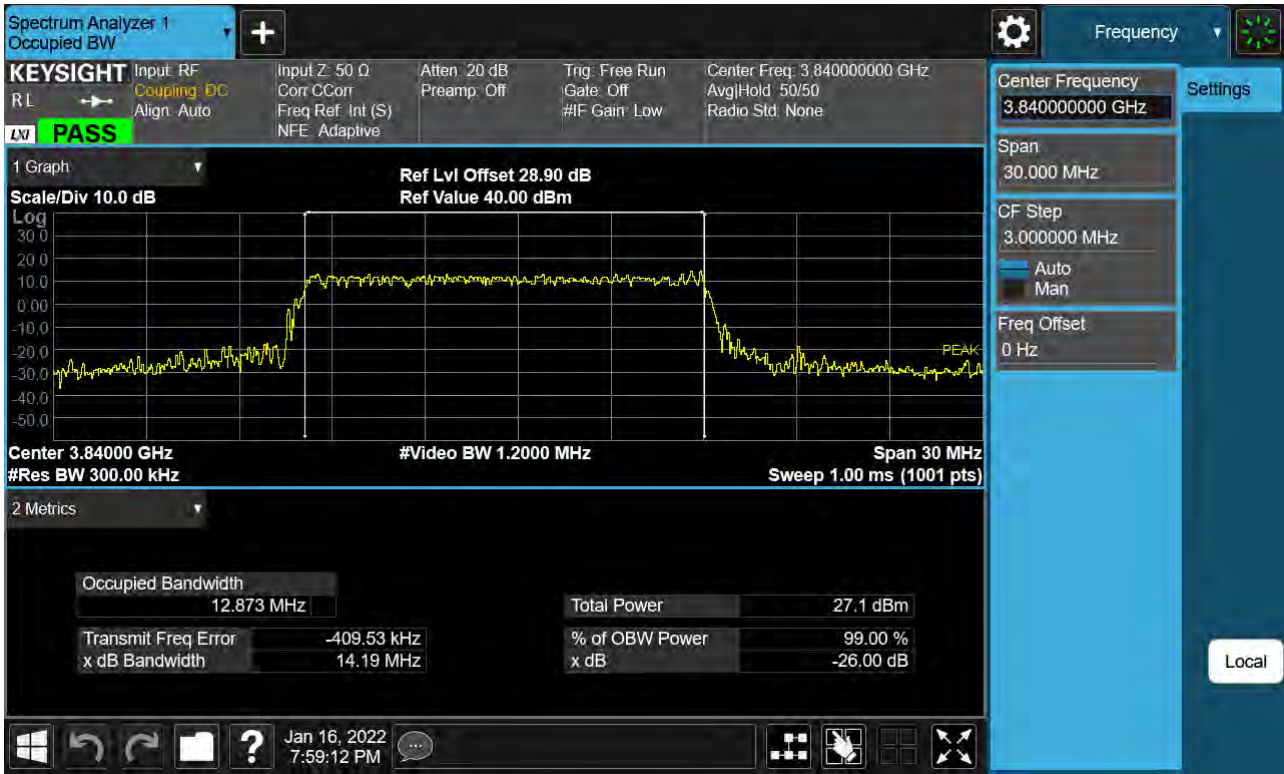 Spectrum Analyzer 1
Occupied BW
+
Frequency
KEYSIGHT
RL
LXI
PASS
Input: RF
Coupling: DC
Align: Auto
Input Z: 50 Ω
Corr CCorr
Freq Ref: Int (S)
NFE: Adaptive
Atten: 20 dB
Preamp: Off
Trig: Free Run
Gate: Off
#IF Gain: Low
Center Freq: 3.840000000 GHz
Avg|Hold: 50/50
Radio Std: None
Center Frequency
3.840000000 GHz
Settings
Span
30.000 MHz
CF Step
3.000000 MHz
Auto
Man
Freq Offset
0 Hz
Local
1 Graph
Scale/Div 10.0 dB
Ref Lvl Offset 28.90 dB
Ref Value 40.00 dBm
Log
30.0
20.0
10.0
0.00
-10.0
-20.0
-30.0
-40.0
-50.0
PEAK
Center 3.84000 GHz
#Video BW 1.2000 MHz
Span 30 MHz
#Res BW 300.00 kHz
Sweep 1.00 ms (1001 pts)
2 Metrics
Occupied Bandwidth
12.873 MHz
Total Power 27.1 dBm
Transmit Freq Error -409.53 kHz
% of OBW Power 99.00 %
x dB Bandwidth 14.19 MHz
x dB -26.00 dB
?
Jan 16, 2022
7:59:12 PM